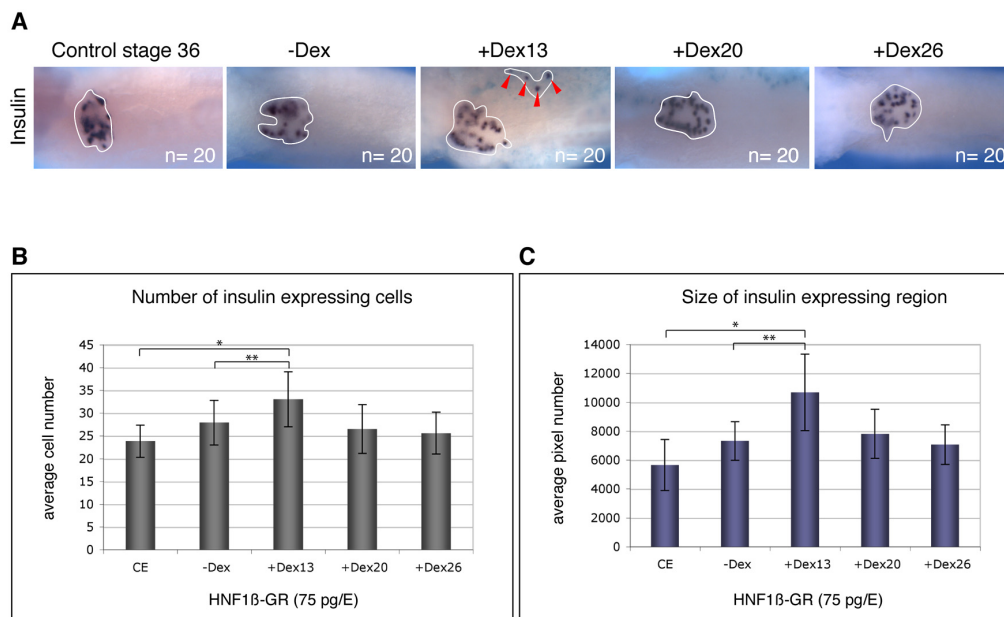 A
Control stage 36 -Dex +Dex13 +Dex20 +Dex26
Insulin
n= 20 n= 20 n= 20 n= 20 n= 20
B
Number of insulin expressing cells
average cell number
45
40
35
30
25
20
15
10
5
0
*
**
CE -Dex +Dex13 +Dex20 +Dex26
HNF1ß-GR (75 pg/E)
C
Size of insulin expressing region
average pixel number
14000
12000
10000
8000
6000
4000
2000
0
*
**
CE -Dex +Dex13 +Dex20 +Dex26
HNF1ß-GR (75 pg/E)